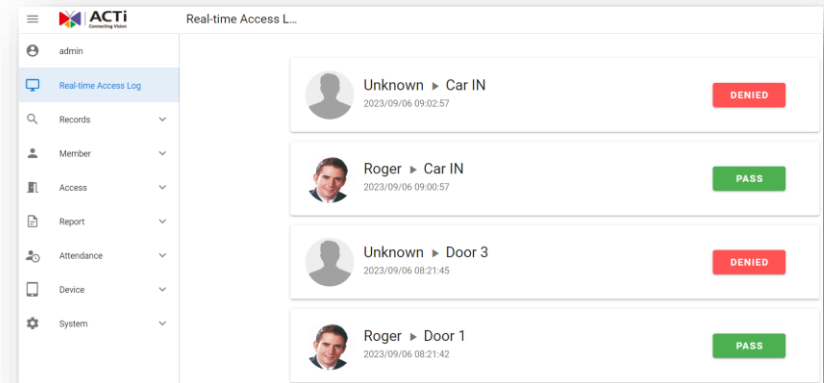 ACTi
Connecting Vision
Real-time Access L...
admin
Real-time Access Log
Records
Member
Access
Report
Attendance
Device
System
Unknown ▸ Car IN
2023/09/06 09:02:57
DENIED
Roger ▸ Car IN
2023/09/06 09:00:57
PASS
Unknown ▸ Door 3
2023/09/06 08:21:45
DENIED
Roger ▸ Door 1
2023/09/06 08:21:42
PASS